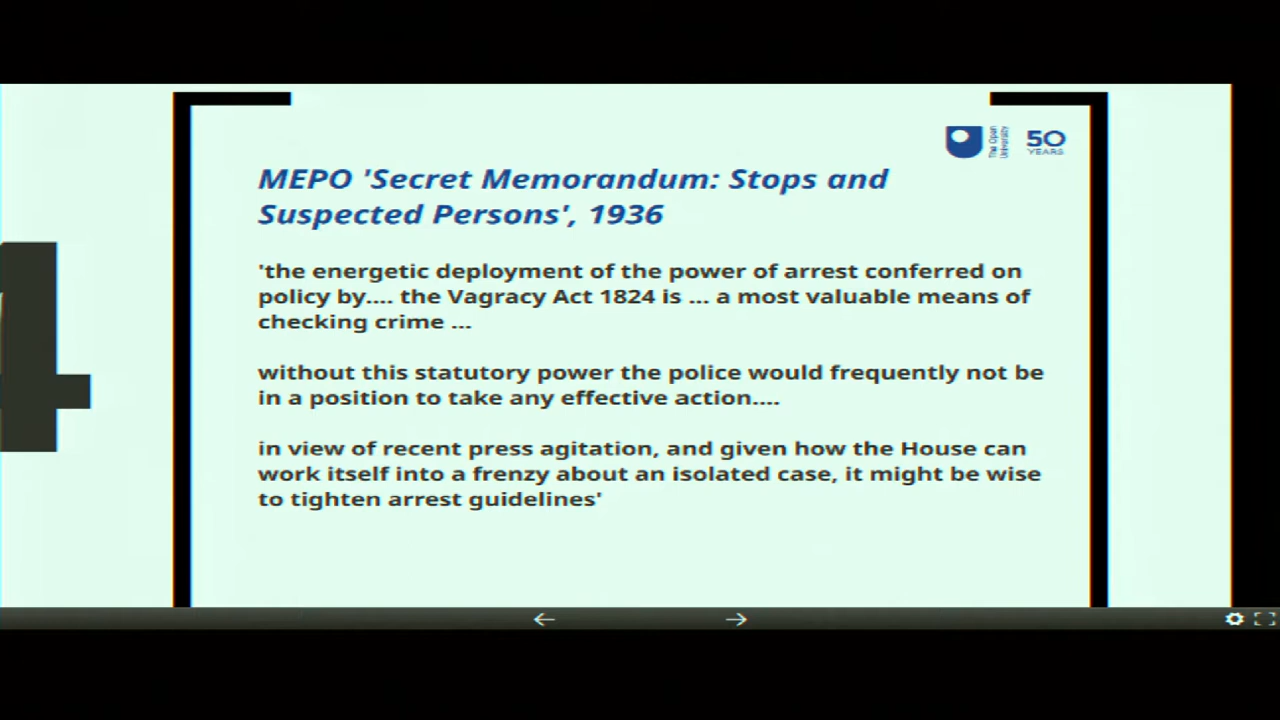 The Open
University
50
YEARS
MEPO 'Secret Memorandum: Stops and
Suspected Persons', 1936
'the energetic deployment of the power of arrest conferred on
policy by.... the Vagracy Act 1824 is ... a most valuable means of
checking crime ...
without this statutory power the police would frequently not be
in a position to take any effective action....
in view of recent press agitation, and given how the House can
work itself into a frenzy about an isolated case, it might be wise
to tighten arrest guidelines'
4